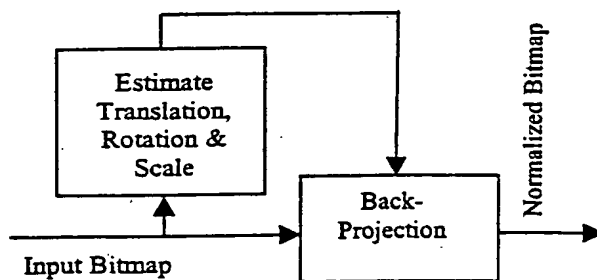 Estimate
Translation,
Rotation &
Scale
Back-
Projection
Input Bitmap
Normalized Bitmap